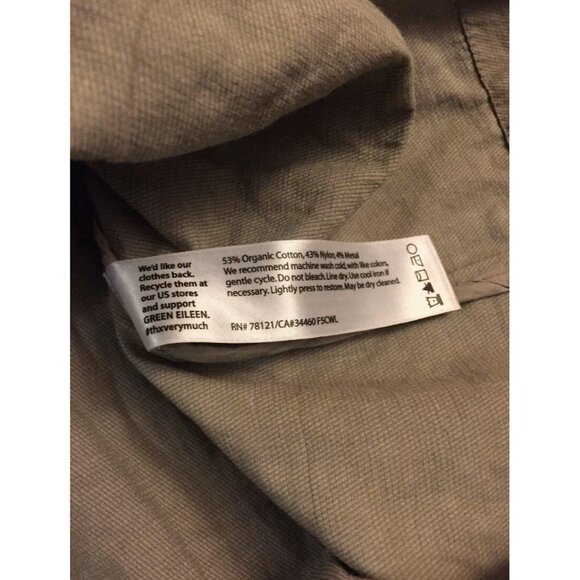 We'd like our
clothes back.
Recycle them at
our US stores
and support
GREEN EILEEN.
#thxverymuch
53% Organic Cotton, 43% Nylon, 4% Metal
We recommend machine wash cold, with like colors,
gentle cycle. Do not bleach. Line dry. Use cool iron if
necessary. Lightly press to restore. May be dry cleaned.
RN# 78121/CA#34460 F5CWL